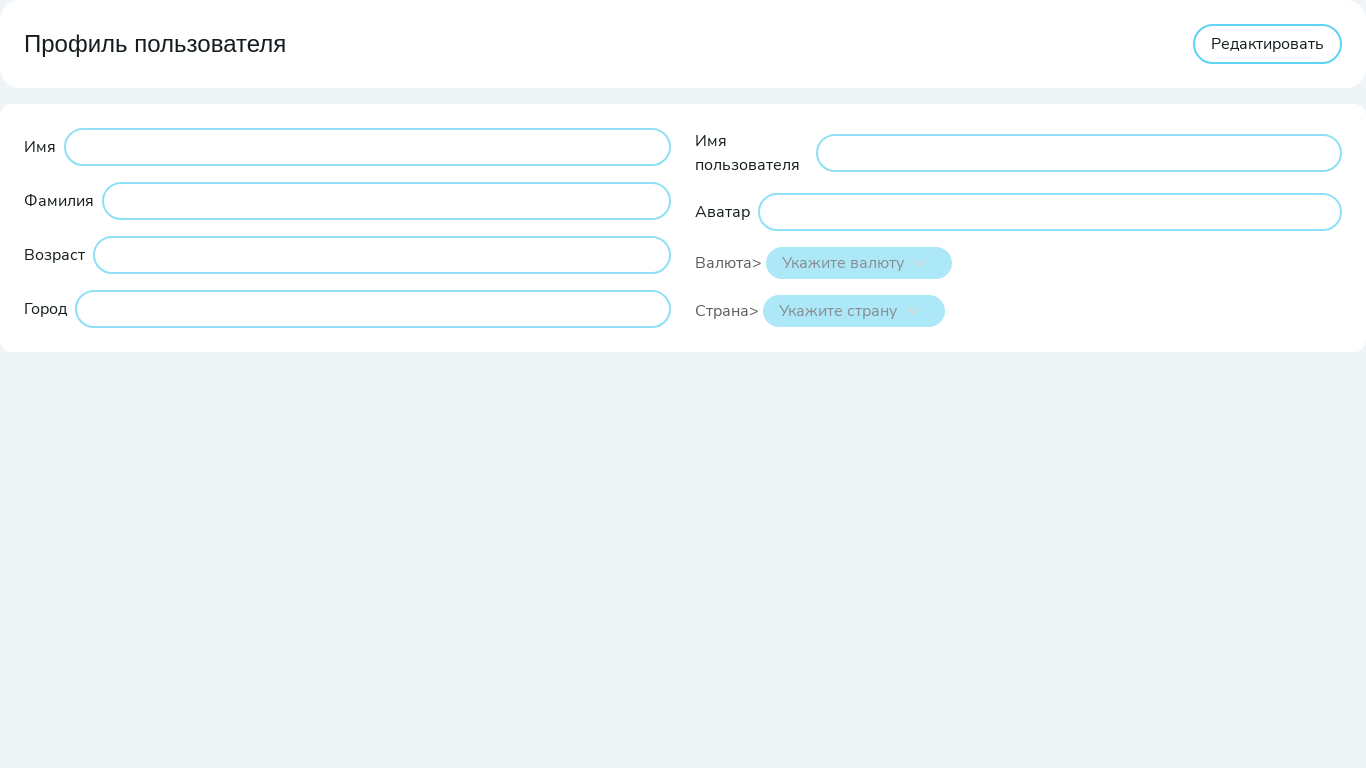 Профиль пользователя
Редактировать
Имя
Фамилия
Возраст
Город
Имя
пользователя
Аватар
Валюта>
Укажите валюту
Страна>
Укажите страну